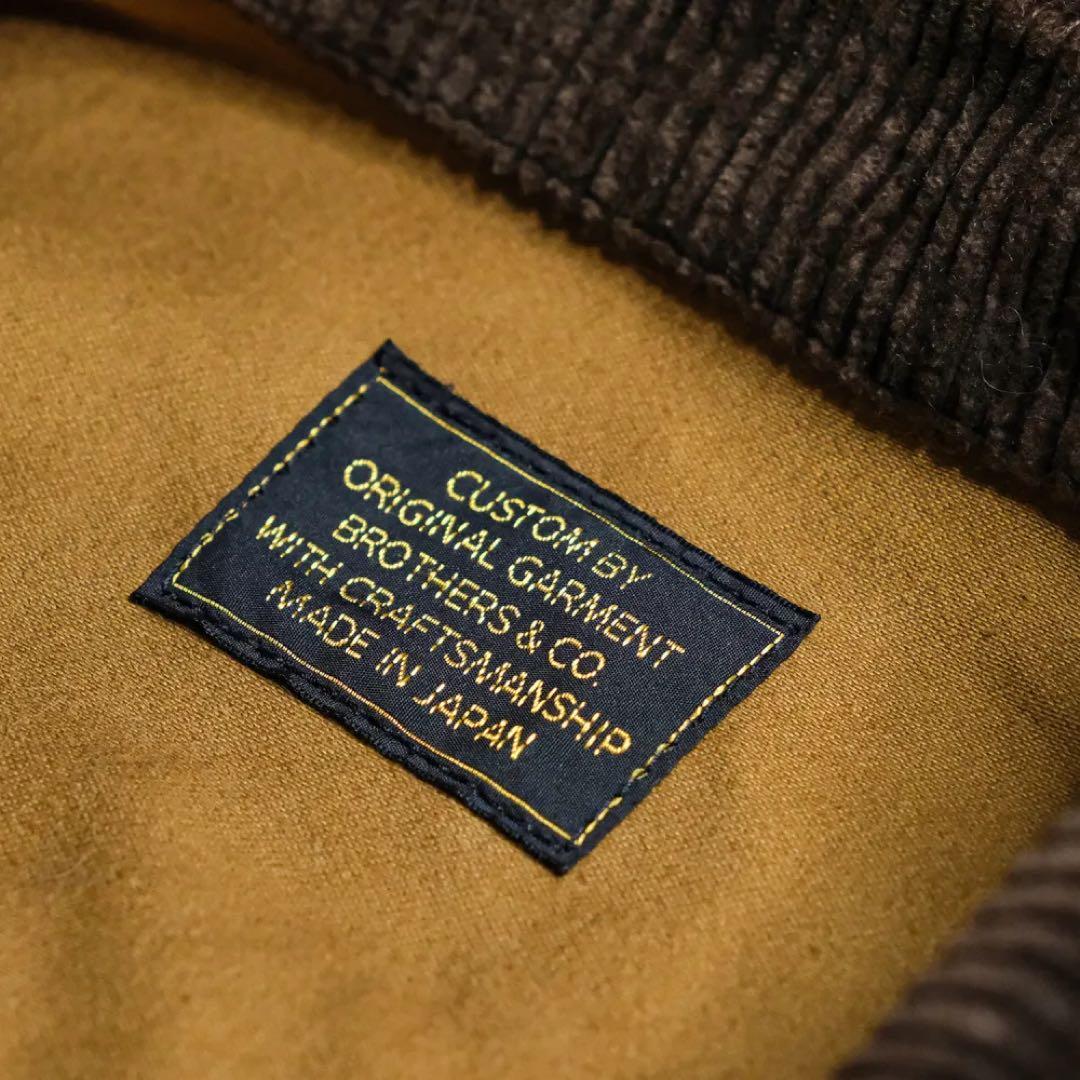 CUSTOM BY
ORIGINAL GARMENT
BROTHERS & CO.
WITH CRAFTSMANSHIP
MADE IN JAPAN